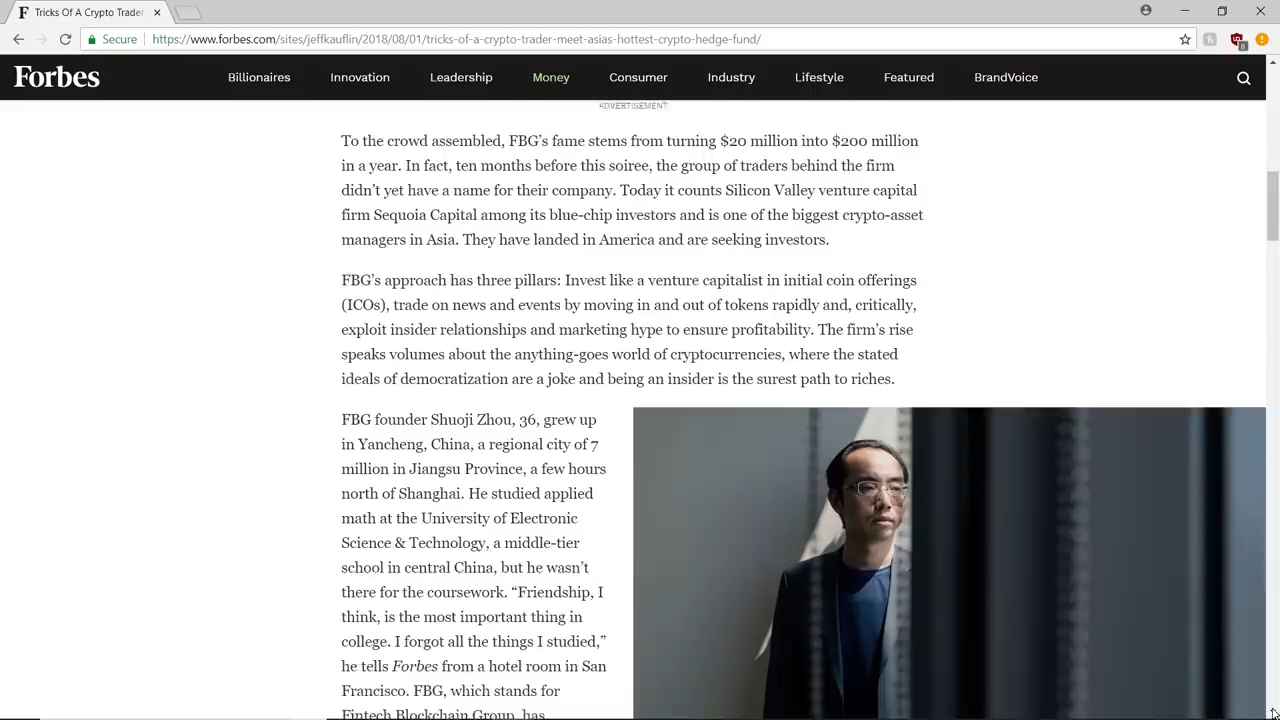 Tricks Of A Crypto Trader
Secure
https://www.forbes.com/sites/jeffkauflin/2018/08/01/tricks-of-a-crypto-trader-meet-asias-hottest-crypto-hedge-fund/
8
Forbes
Billionaires
Innovation
Leadership
Money
Consumer
Industry
Lifestyle
Featured
BrandVoice
ADVERTISEMENT
To the crowd assembled, FBG’s fame stems from turning $20 million into $200 million
in a year. In fact, ten months before this soiree, the group of traders behind the firm
didn’t yet have a name for their company. Today it counts Silicon Valley venture capital
firm Sequoia Capital among its blue-chip investors and is one of the biggest crypto-asset
managers in Asia. They have landed in America and are seeking investors.
FBG’s approach has three pillars: Invest like a venture capitalist in initial coin offerings
(ICOs), trade on news and events by moving in and out of tokens rapidly and, critically,
exploit insider relationships and marketing hype to ensure profitability. The firm’s rise
speaks volumes about the anything-goes world of cryptocurrencies, where the stated
ideals of democratization are a joke and being an insider is the surest path to riches.
FBG founder Shuoji Zhou, 36, grew up
in Yancheng, China, a regional city of 7
million in Jiangsu Province, a few hours
north of Shanghai. He studied applied
math at the University of Electronic
Science & Technology, a middle-tier
school in central China, but he wasn’t
there for the coursework. “Friendship, I
think, is the most important thing in
college. I forgot all the things I studied,”
he tells Forbes from a hotel room in San
Francisco. FBG, which stands for
Fintech Blockchain Group, has